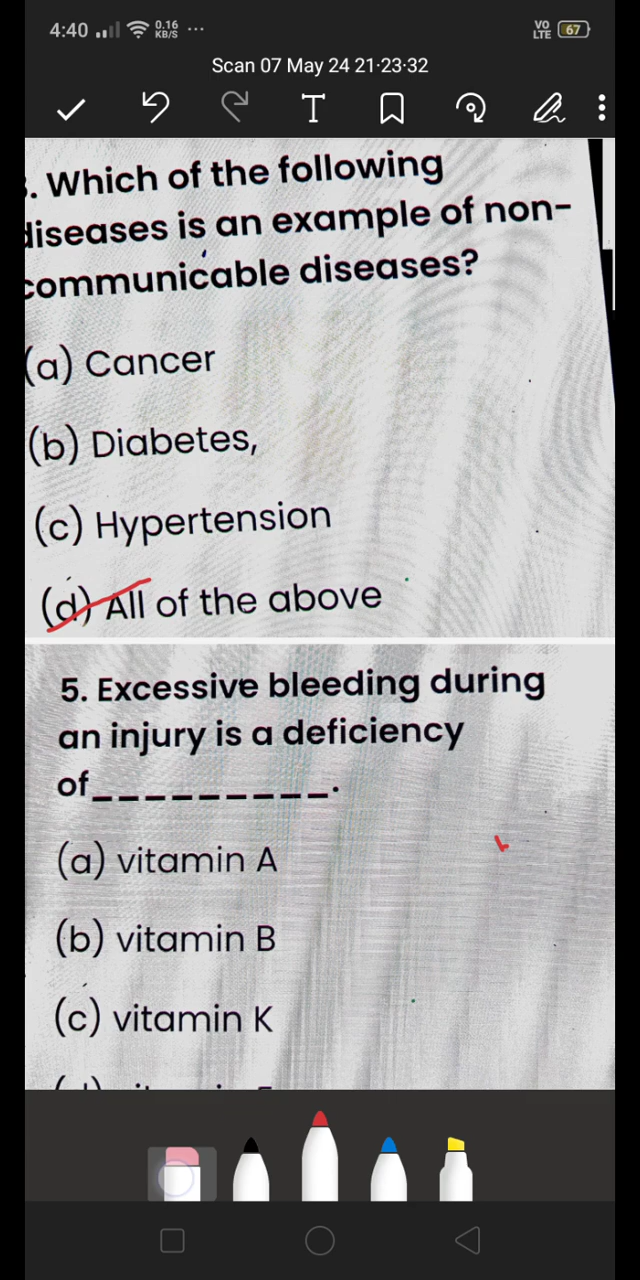 4:40 0.16 KB/S ... VO LTE 67
Scan 07 May 24 21·23·32
T
. Which of the following
diseases is an example of non-
communicable diseases?
(a) Cancer
(b) Diabetes,
(c) Hypertension
(d) All of the above
5. Excessive bleeding during
an injury is a deficiency
of_________.
(a) vitamin A
(b) vitamin B
(c) vitamin K